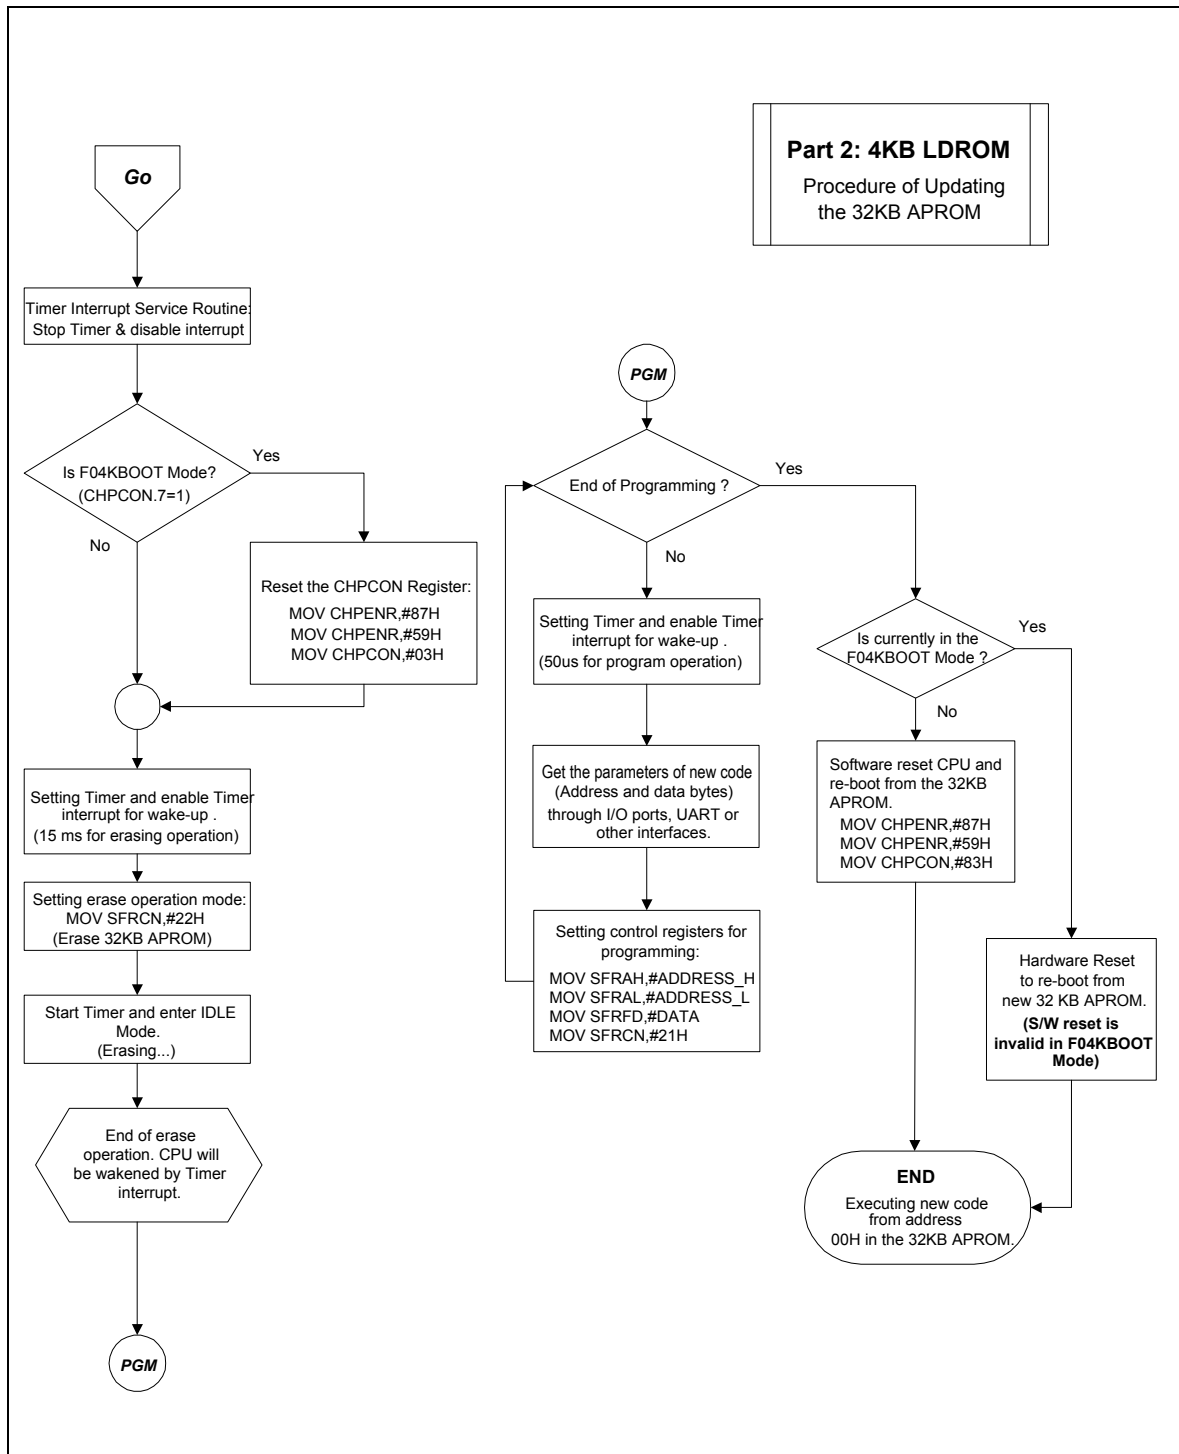 Part 2: 4KB LDROM
Procedure of Updating
the 32KB APROM
Go
Timer Interrupt Service Routine:
Stop Timer & disable interrupt
Is F04KBOOT Mode?
(CHPCON.7=1)
Yes
No
Reset the CHPCON Register:
MOV CHPENR,#87H
MOV CHPENR,#59H
MOV CHPCON,#03H
Setting Timer and enable Timer
interrupt for wake-up .
(15 ms for erasing operation)
Setting erase operation mode:
MOV SFRCN,#22H
(Erase 32KB APROM)
Start Timer and enter IDLE
Mode.
(Erasing...)
End of erase
operation. CPU will
be wakened by Timer
interrupt.
PGM
PGM
End of Programming ?
Yes
No
Setting Timer and enable Timer
interrupt for wake-up .
(50us for program operation)
Get the parameters of new code
(Address and data bytes)
through I/O ports, UART or
other interfaces.
Setting control registers for
programming:
MOV SFRAH,#ADDRESS_H
MOV SFRAL,#ADDRESS_L
MOV SFRFD,#DATA
MOV SFRCN,#21H
Is currently in the
F04KBOOT Mode ?
Yes
No
Software reset CPU and
re-boot from the 32KB
APROM.
MOV CHPENR,#87H
MOV CHPENR,#59H
MOV CHPCON,#83H
Hardware Reset
to re-boot from
new 32 KB APROM.
(S/W reset is
invalid in F04KBOOT
Mode)
END
Executing new code
from address
00H in the 32KB APROM.